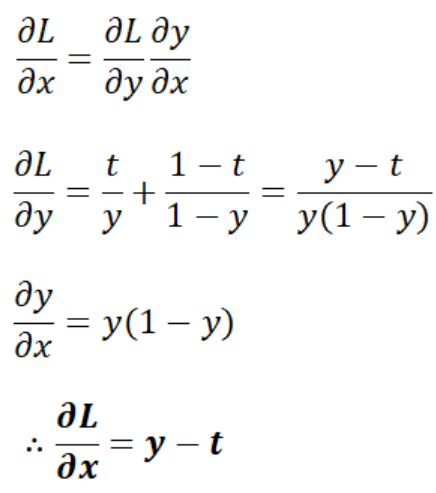 ∂L/∂x = ∂L/∂y ∂y/∂x
∂L/∂y = t/y + (1 − t)/(1 − y) = (y − t)/(y(1 − y))
∂y/∂x = y(1 − y)
∴ ∂L/∂x = y − t